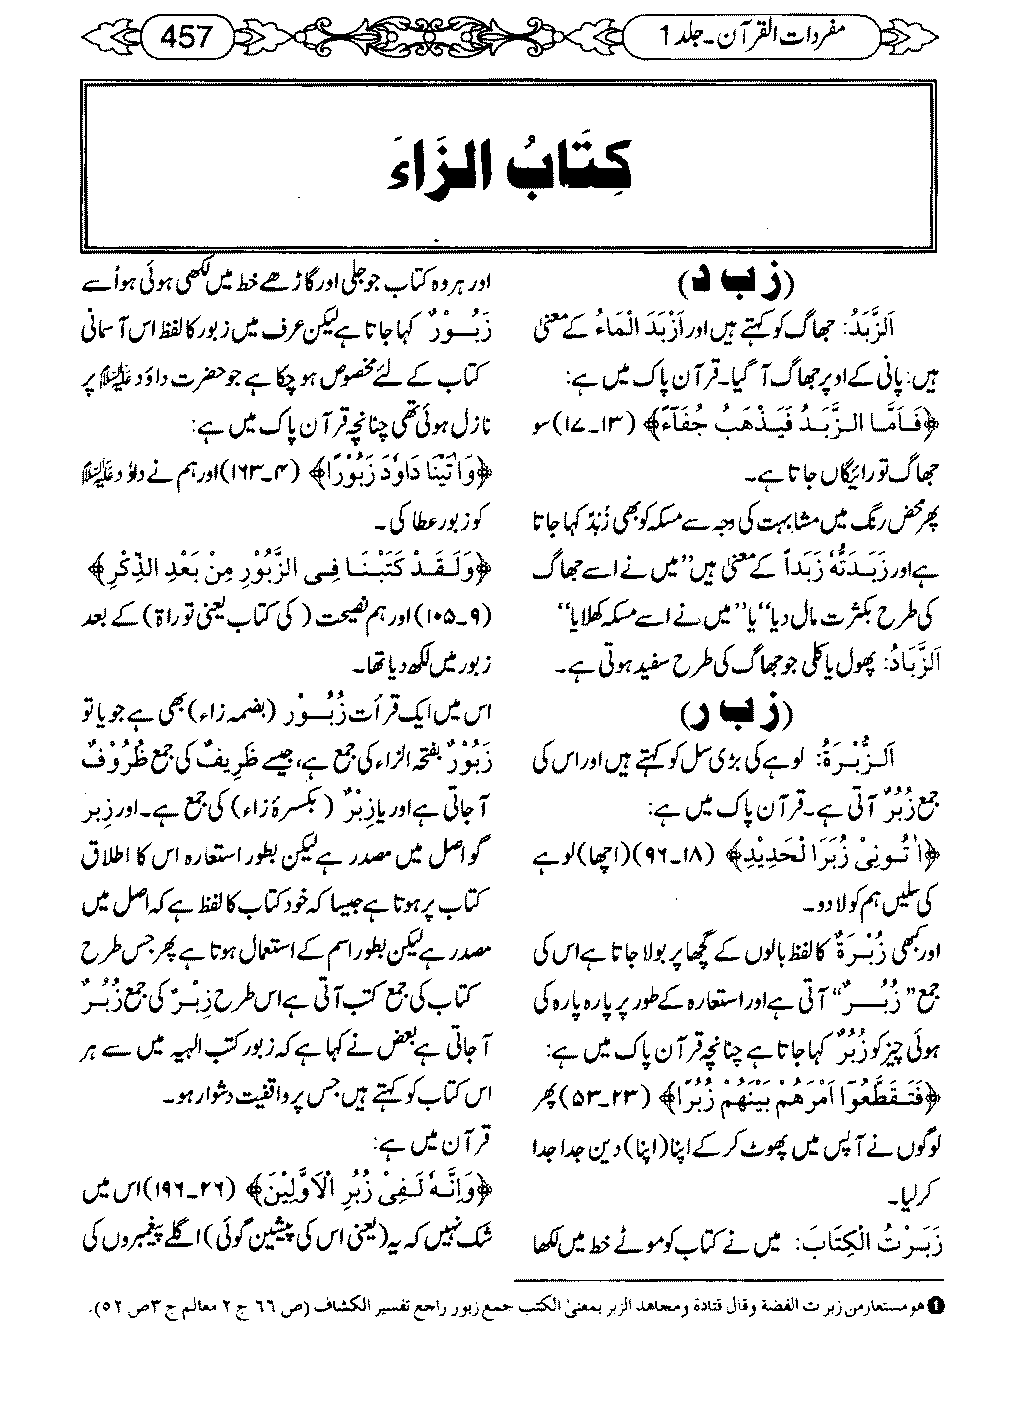 مفردات القرآن۔ جلد 1
457
كِتَابُ الزَّاءَ
(زب د)
اَلزَّبَدُ: جھاگ کو کہتے ہیں اور اَزْبَدَ الْمَاءُ کے معنیٰ
ہیں: پانی کے اوپر جھاگ آ گیا۔ قرآن پاک میں ہے:
﴿فَاَمَّا الزَّبَدُ فَيَذْهَبُ جُفَآءً﴾ (۱۳۔۱۷) سو
جھاگ تو رائیگاں جاتا ہے۔
پھر محض رنگ میں مشابہت کی وجہ سے مسکہ کو بھی زُبْدٌ کہا جاتا
ہے اور زَبَدْتُهٗ زَبَداً کے معنیٰ ہیں ”میں نے اسے جھاگ
کی طرح بکثرت مال دیا“ یا ”میں نے اسے مسکہ کھلایا“
اَلزَّبَادُ: پھول یا کلی جو جھاگ کی طرح سفید ہوتی ہے۔
(زب ر)
اَلزُّبْرَةُ: لوہے کی بڑی سل کو کہتے ہیں اور اس کی
جمع زُبَرٌ آتی ہے۔ قرآن پاک میں ہے:
﴿اٰتُوْنِيْ زُبَرَ الْحَدِيْدِ﴾ (۱۸۔۹۶) (اچھا) لوہے
کی سلیں ہم کو لا دو۔
اور کبھی زُبْرَةٌ کا لفظ بالوں کے گچھا پر بولا جاتا ہے اس کی
جمع ”زُبُرٌ“ آتی ہے اور استعارہ کے طور پر پارہ پارہ کی
ہوئی چیز کو زُبُرٌ کہا جاتا ہے چنانچہ قرآن پاک میں ہے:
﴿فَتَقَطَّعُوْٓا اَمْرَهُمْ بَيْنَهُمْ زُبُرًا﴾ (۲۳۔۵۳) پھر
لوگوں نے آپس میں پھوٹ کر کے اپنا (اپنا) دین جدا جدا
کر لیا۔
زَبَرْتُ الْكِتَابَ: میں نے کتاب کو موٹے خط میں لکھا
اور ہر وہ کتاب جو جلی اور گاڑھے خط میں لکھی ہوئی ہو اُسے
زَبُوْرٌ کہا جاتا ہے لیکن عرف میں زبور کا لفظ اس آسمانی
کتاب کے لئے مخصوص ہو چکا ہے جو حضرت داؤد علیہ السلام پر
نازل ہوئی تھی چنانچہ قرآن پاک میں ہے:
﴿وَاٰتَيْنَا دَاوٗدَ زَبُوْرًا﴾ (۴۔۱۶۳) اور ہم نے داؤد علیہ السلام
کو زبور عطا کی۔
﴿وَلَقَدْ كَتَبْنَا فِي الزَّبُوْرِ مِنْ بَعْدِ الذِّكْرِ﴾
(۹۔۱۰۵) اور ہم نصیحت (کی کتاب یعنی توراۃ) کے بعد
زبور میں لکھ دیا تھا۔
اس میں ایک قرأت زُبُوْر (بضمہ زاء) بھی ہے جو یا تو
زَبُوْرٌ بفتحہ الزاء کی جمع ہے، جیسے ظَرِيْفٌ کی جمع ظُرُوْفٌ
آ جاتی ہے اور یا زِبْرٌ (بکسرۂ زاء) کی جمع ہے۔ اور زِبر
گو اصل میں مصدر ہے لیکن بطور استعارہ اس کا اطلاق
کتاب پر ہوتا ہے جیسا کہ خود کتاب کا لفظ ہے کہ اصل میں
مصدر ہے لیکن بطور اسم کے استعمال ہوتا ہے پھر جس طرح
کتاب کی جمع کتب آتی ہے اس طرح زِبْرٌ کی جمع زُبُرٌ
آ جاتی ہے بعض نے کہا ہے کہ زبور کتب الہیہ میں سے ہر
اس کتاب کو کہتے ہیں جس پر واقفیت دشوار ہو۔
قرآن میں ہے:
﴿وَاِنَّهٗ لَفِيْ زُبُرِ الْاَوَّلِيْنَ﴾ (۲۶۔۱۹۶) اس میں
شک نہیں کہ یہ (یعنی اس کی پیشین گوئی) اگلے پیغمبروں کی
❶ هو مستعار من زبرت الفضة وقال قتادة ومجاهد الزبر بمعنىٰ الكتب جمع زبور راجع تفسير الكشاف (ص ۶۶ ج ۲ معالم ج ۳ ص ۵۲).